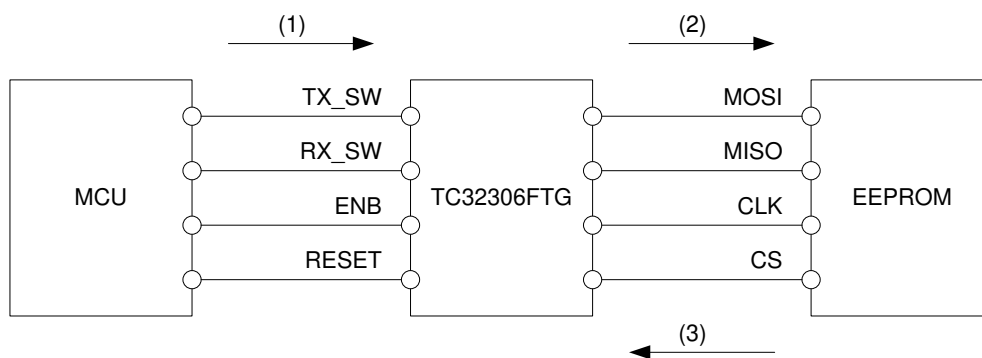 (1) (2)
TX_SW MOSI
RX_SW MISO
MCU TC32306FTG EEPROM
ENB CLK
RESET CS
(3)